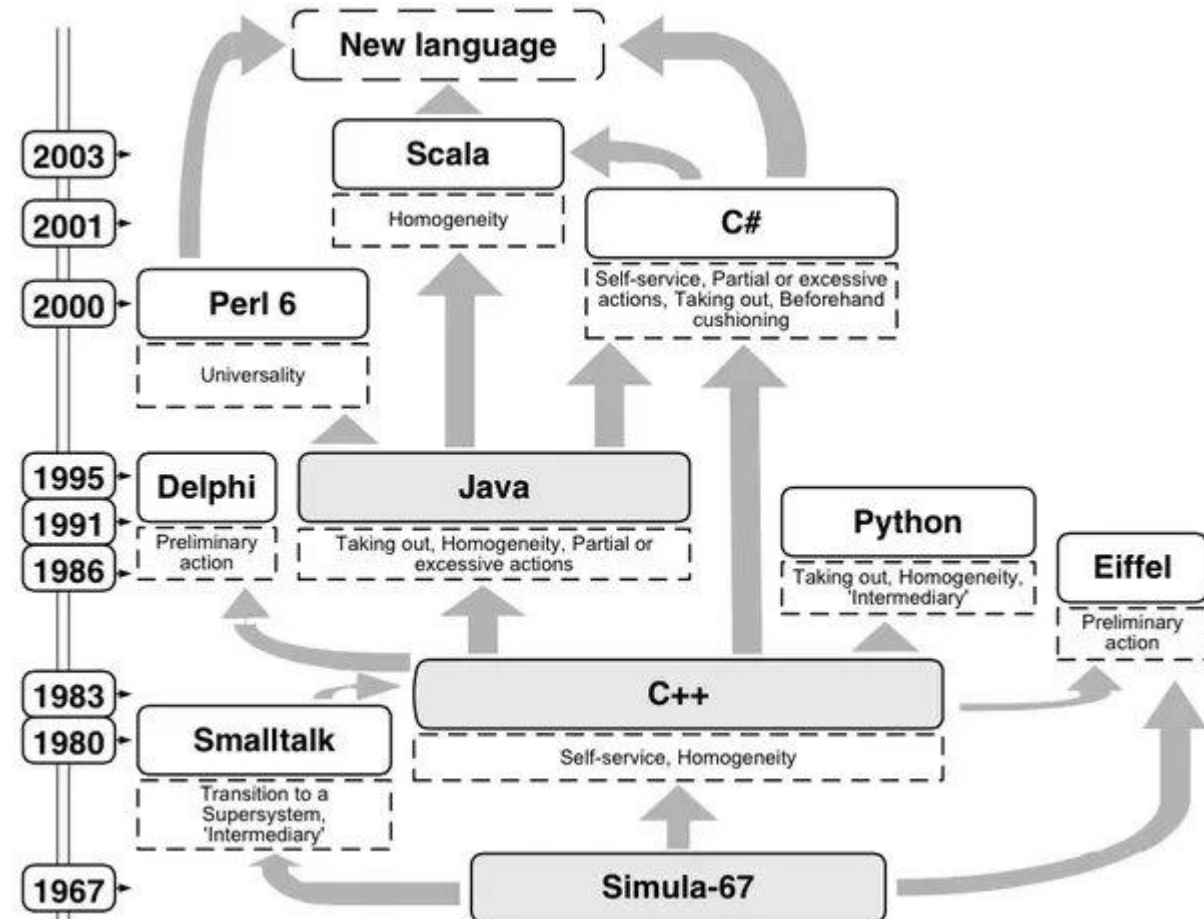 New language
2003
Scala
Homogeneity
2001
C#
Self-service, Partial or excessive
actions, Taking out, Beforehand
cushioning
2000
Perl 6
Universality
1995
Delphi
Preliminary
action
Java
Taking out, Homogeneity, Partial or
excessive actions
1991
Python
Taking out, Homogeneity,
'Intermediary'
1986
Eiffel
Preliminary
action
1983
C++
Self-service, Homogeneity
1980
Smalltalk
Transition to a
Supersystem,
'Intermediary'
1967
Simula-67